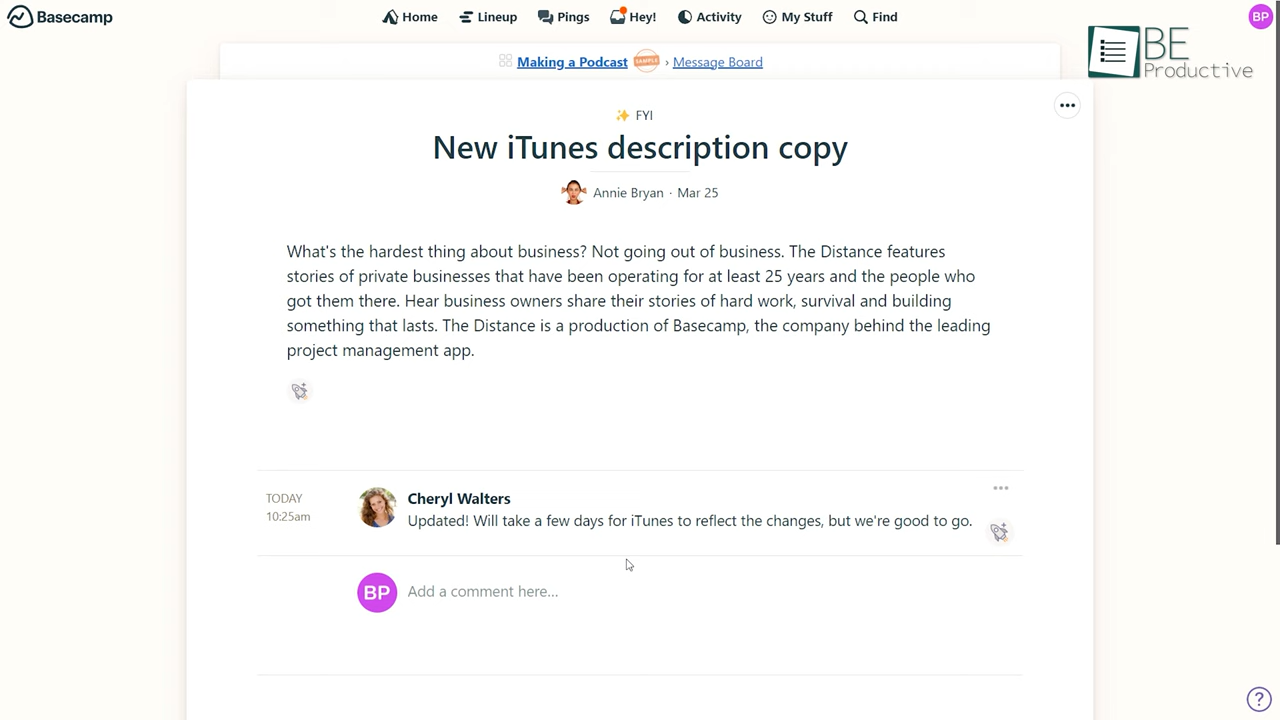 Basecamp
Home Lineup Pings Hey! Activity My Stuff Find
BP
BE
Productive
Making a Podcast SAMPLE › Message Board
FYI
New iTunes description copy
Annie Bryan · Mar 25
What's the hardest thing about business? Not going out of business. The Distance features
stories of private businesses that have been operating for at least 25 years and the people who
got them there. Hear business owners share their stories of hard work, survival and building
something that lasts. The Distance is a production of Basecamp, the company behind the leading
project management app.
TODAY
10:25am
Cheryl Walters
Updated! Will take a few days for iTunes to reflect the changes, but we're good to go.
BP
Add a comment here...
?